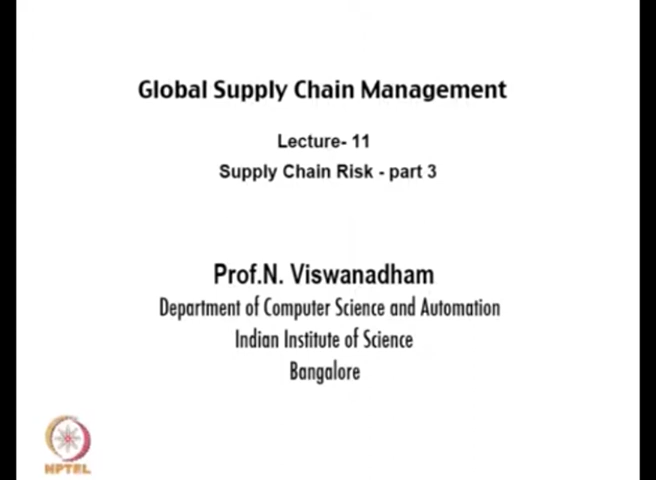 Global Supply Chain Management
Lecture- 11
Supply Chain Risk - part 3
Prof.N. Viswanadham
Department of Computer Science and Automation
Indian Institute of Science
Bangalore
NPTEL